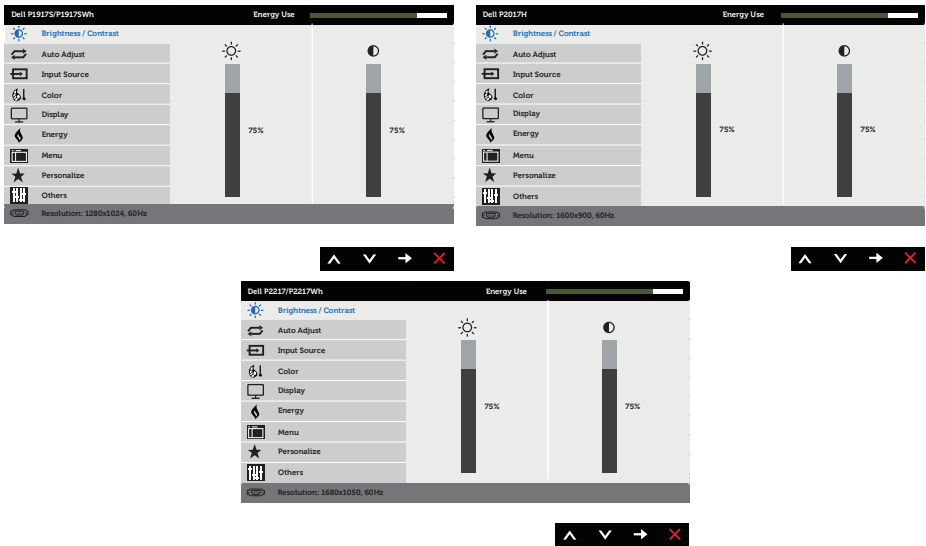 Dell P1917S/P1917SWh Energy Use
Brightness / Contrast
Auto Adjust
Input Source
Color
Display
Energy
Menu
Personalize
Others
75% 75%
Resolution: 1280x1024, 60Hz
Dell P2017H Energy Use
Brightness / Contrast
Auto Adjust
Input Source
Color
Display
Energy
Menu
Personalize
Others
75% 75%
Resolution: 1600x900, 60Hz
Dell P2217/P2217Wh Energy Use
Brightness / Contrast
Auto Adjust
Input Source
Color
Display
Energy
Menu
Personalize
Others
75% 75%
Resolution: 1680x1050, 60Hz